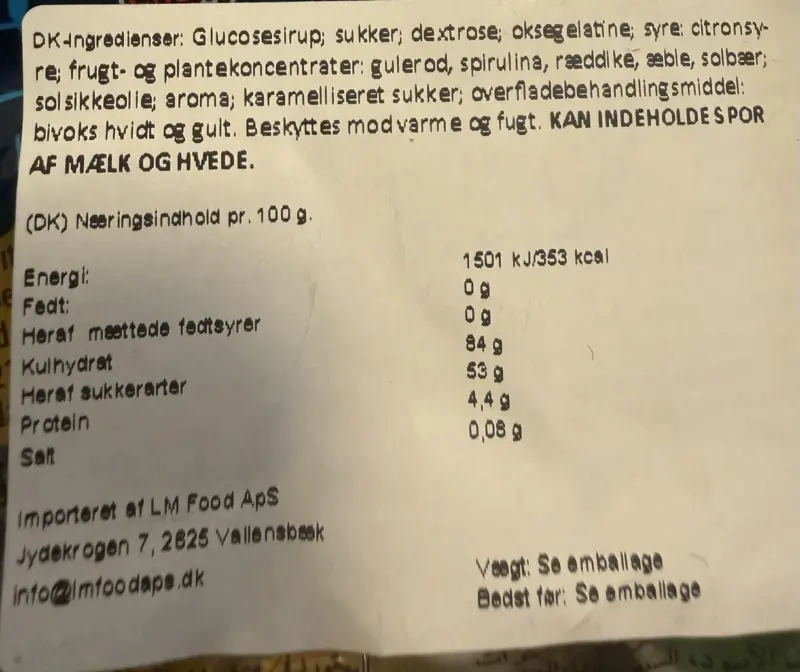 DK-Ingredienser: Glucosesirup; sukker; dextrose; oksegelatine; syre: citronsy-
re; frugt- og plantekoncentrater: gulerod, spirulina, ræddike, æble, solbær;
solsikkeolie; aroma; karamelliseret sukker; overfladebehandlingsmiddel:
bivoks hvidt og gult. Beskyttes mod varme og fugt. KAN INDEHOLDE SPOR
AF MÆLK OG HVEDE.
(DK) Næringsindhold pr. 100 g.
Energi: 1501 kJ/353 kcal
Fedt: 0 g
Heraf mættede fedtsyrer 0 g
Kulhydrat 84 g
Heraf sukkerarter 53 g
Protein 4,4 g
Salt 0,08 g
Importeret af LM Food ApS
Jydekrogen 7, 2625 Vallensbæk
info@lmfoodaps.dk
Vægt: Se emballage
Bedst før: Se emballage